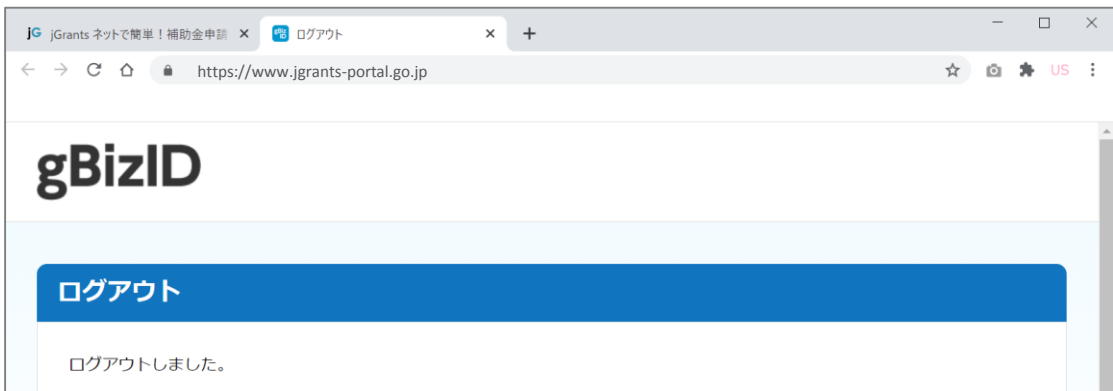 jG jGrants ネットで簡単！補助金申請
gBiz ID ログアウト
https://www.jgrants-portal.go.jp
US
gBizID
ログアウト
ログアウトしました。